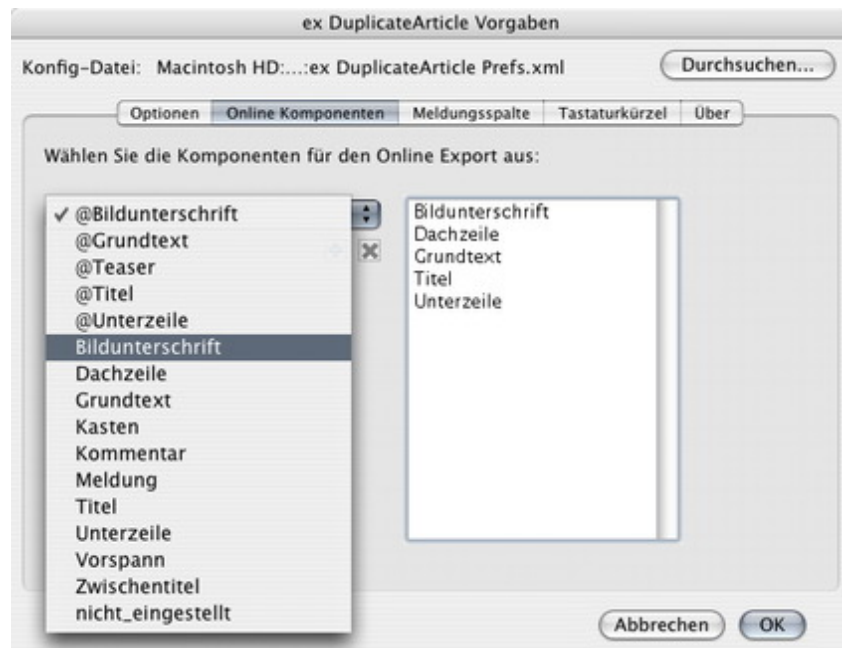 ex DuplicateArticle Vorgaben
Konfig-Datei: Macintosh HD:...:ex DuplicateArticle Prefs.xml
Durchsuchen...
Optionen Online Komponenten Meldungsspalte Tastaturkürzel Über
Wählen Sie die Komponenten für den Online Export aus:
✓ @Bildunterschrift
@Grundtext
@Teaser
@Titel
@Unterzeile
Bildunterschrift
Dachzeile
Grundtext
Kasten
Kommentar
Meldung
Titel
Unterzeile
Vorspann
Zwischentitel
nicht_eingestellt
Bildunterschrift
Dachzeile
Grundtext
Titel
Unterzeile
Abbrechen OK